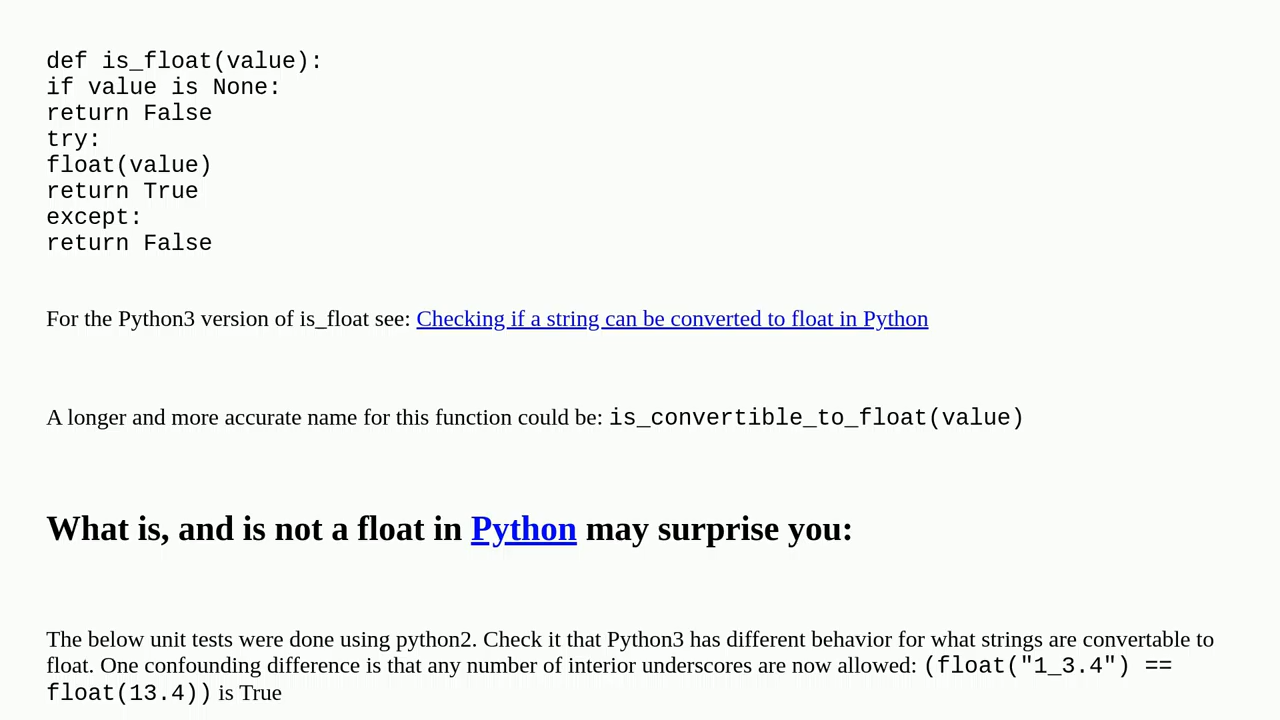 def is_float(value):
if value is None:
return False
try:
float(value)
return True
except:
return False
For the Python3 version of is_float see: Checking if a string can be converted to float in Python
A longer and more accurate name for this function could be: is_convertible_to_float(value)
What is, and is not a float in Python may surprise you:
The below unit tests were done using python2. Check it that Python3 has different behavior for what strings are convertable to
float. One confounding difference is that any number of interior underscores are now allowed: (float("1_3.4") ==
float(13.4)) is True